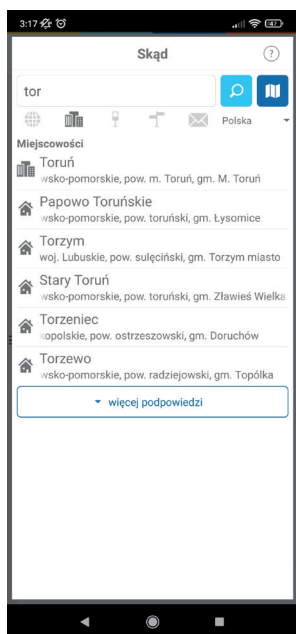 3:17
47
Skąd
?
tor
Polska
Miejscowości
Toruń
wsko-pomorskie, pow. m. Toruń, gm. M. Toruń
Papowo Toruńskie
wsko-pomorskie, pow. toruński, gm. Łysomice
Torzym
woj. Lubuskie, pow. sulęciński, gm. Torzym miasto
Stary Toruń
wsko-pomorskie, pow. toruński, gm. Zławieś Wielka
Torzeniec
kopolskie, pow. ostrzeszowski, gm. Doruchów
Torzewo
wsko-pomorskie, pow. radziejowski, gm. Topólka
więcej podpowiedzi